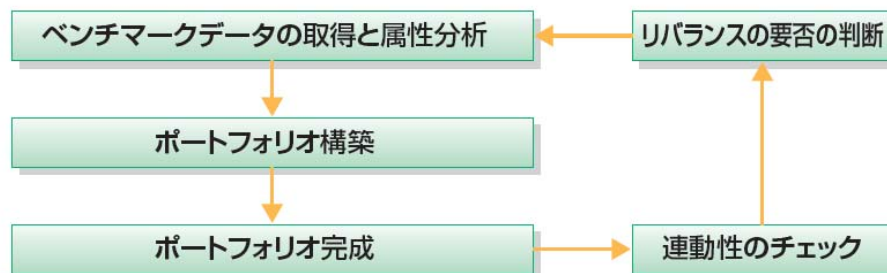 ベンチマークデータの取得と属性分析
リバランスの要否の判断
ポートフォリオ構築
ポートフォリオ完成
連動性のチェック